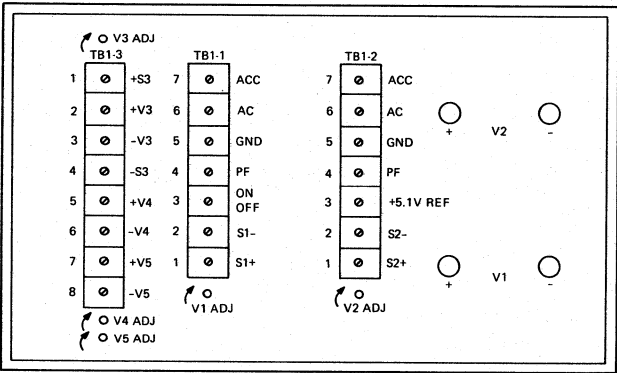 V3 ADJ
TB1-3
1 +S3
2 +V3
3 -V3
4 -S3
5 +V4
6 -V4
7 +V5
8 -V5
V4 ADJ
V5 ADJ
TB1-1
7 ACC
6 AC
5 GND
4 PF
3 ON
OFF
2 S1-
1 S1+
V1 ADJ
TB1-2
7 ACC
6 AC
5 GND
4 PF
3 +5.1V REF
2 S2-
1 S2+
V2 ADJ
+ V2 -
+ V1 -